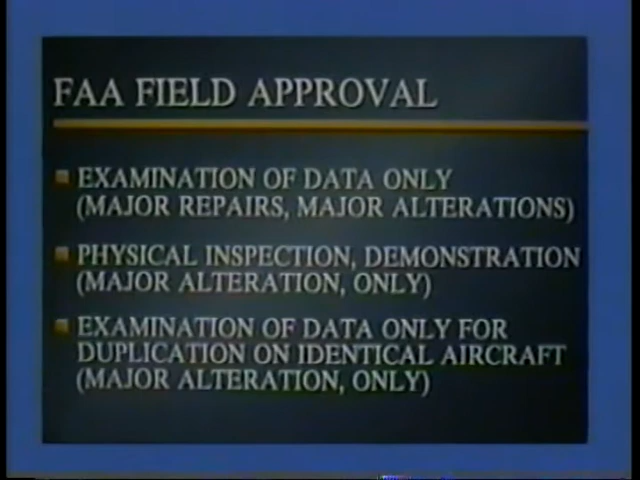 FAA FIELD APPROVAL
EXAMINATION OF DATA ONLY
(MAJOR REPAIRS, MAJOR ALTERATIONS)
PHYSICAL INSPECTION, DEMONSTRATION
(MAJOR ALTERATION, ONLY)
EXAMINATION OF DATA ONLY FOR
DUPLICATION ON IDENTICAL AIRCRAFT
(MAJOR ALTERATION, ONLY)